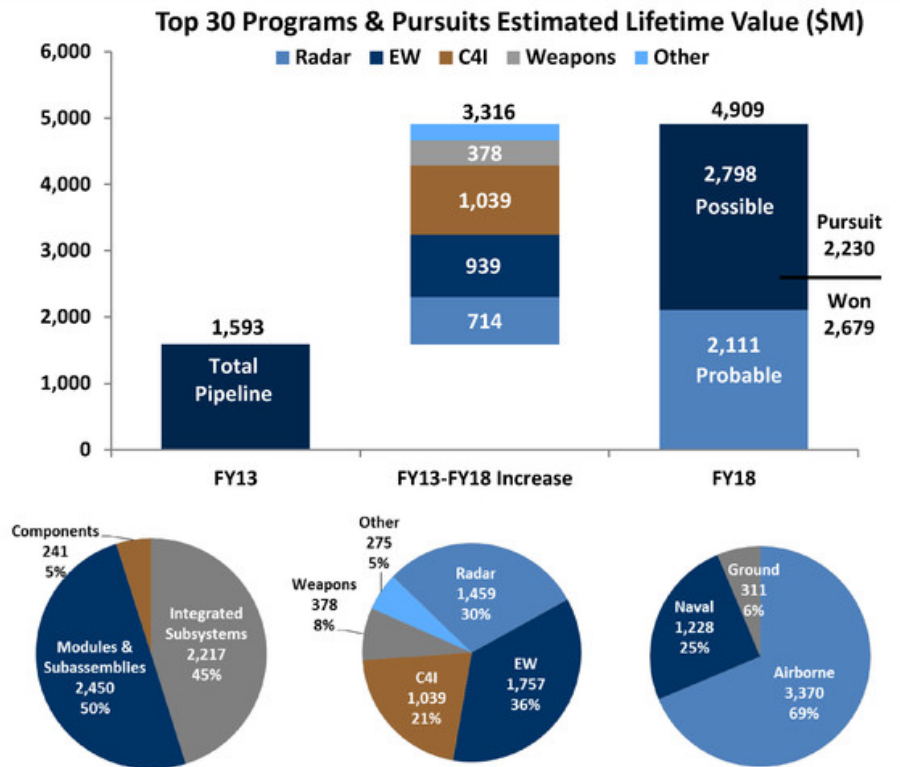 Top 30 Programs & Pursuits Estimated Lifetime Value ($M)
Radar EW C4I Weapons Other
6,000
5,000
4,000
3,000
2,000
1,000
0
1,593
Total
Pipeline
3,316
378
1,039
939
714
4,909
2,798
Possible
2,111
Probable
Pursuit
2,230
Won
2,679
FY13
FY13-FY18 Increase
FY18
Components
241
5%
Integrated
Subsystems
2,217
45%
Modules &
Subassemblies
2,450
50%
Other
275
5%
Weapons
378
8%
Radar
1,459
30%
EW
1,757
36%
C4I
1,039
21%
Ground
311
6%
Naval
1,228
25%
Airborne
3,370
69%